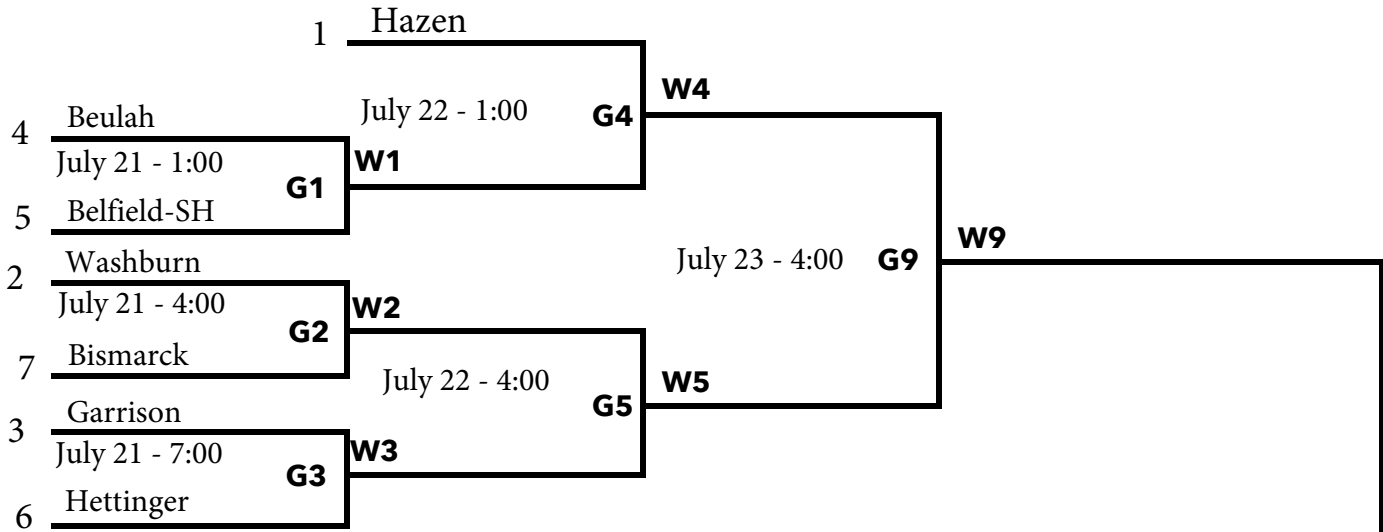 1 Hazen
W4
July 22 - 1:00 G4
4 Beulah
July 21 - 1:00 W1
G1
5 Belfield-SH
W9
July 23 - 4:00 G9
2 Washburn
July 21 - 4:00 W2
G2
7 Bismarck
July 22 - 4:00 W5
G5
3 Garrison
July 21 - 7:00 W3
G3
6 Hettinger